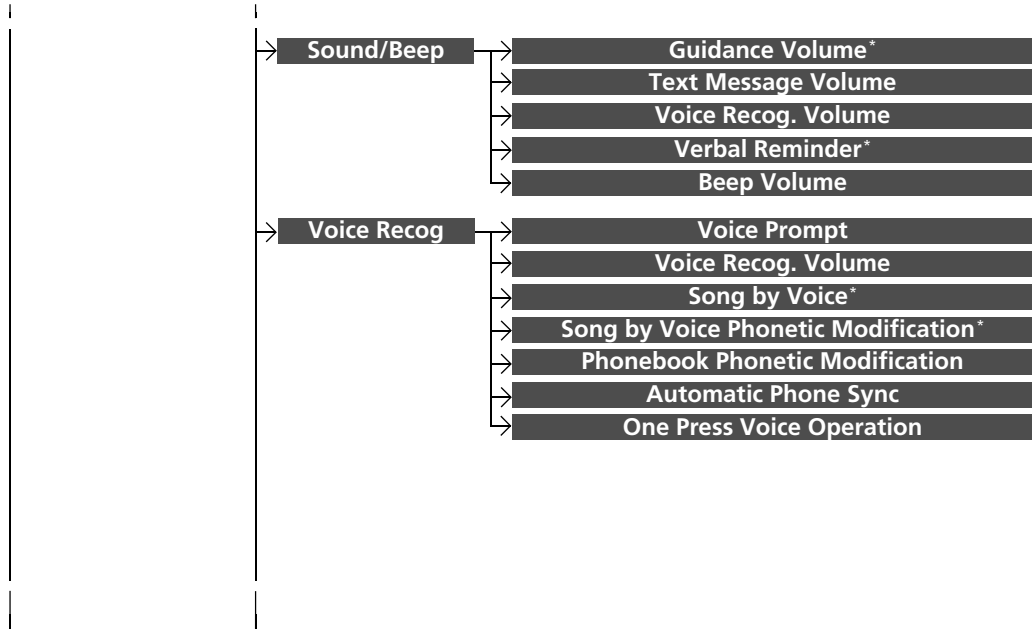 Sound/Beep
Guidance Volume*
Text Message Volume
Voice Recog. Volume
Verbal Reminder*
Beep Volume
Voice Recog
Voice Prompt
Voice Recog. Volume
Song by Voice*
Song by Voice Phonetic Modification*
Phonebook Phonetic Modification
Automatic Phone Sync
One Press Voice Operation